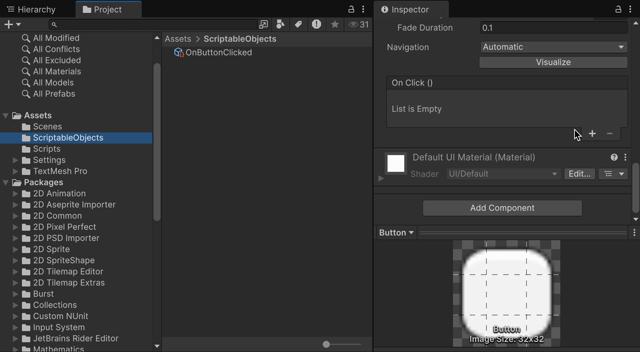 Hierarchy
Project
31
All Modified
All Conflicts
All Excluded
All Materials
All Models
All Prefabs
Assets
Scenes
ScriptableObjects
Scripts
Settings
TextMesh Pro
Packages
2D Animation
2D Aseprite Importer
2D Common
2D Pixel Perfect
2D PSD Importer
2D Sprite
2D SpriteShape
2D Tilemap Editor
2D Tilemap Extras
Burst
Collections
Custom NUnit
Input System
JetBrains Rider Editor
Mathematics
Assets > ScriptableObjects
OnButtonClicked
Inspector
Fade Duration 0.1
Navigation Automatic
Visualize
On Click ()
List is Empty
Default UI Material (Material)
Shader UI/Default Edit...
Add Component
Button
Button
Image Size: 32x32